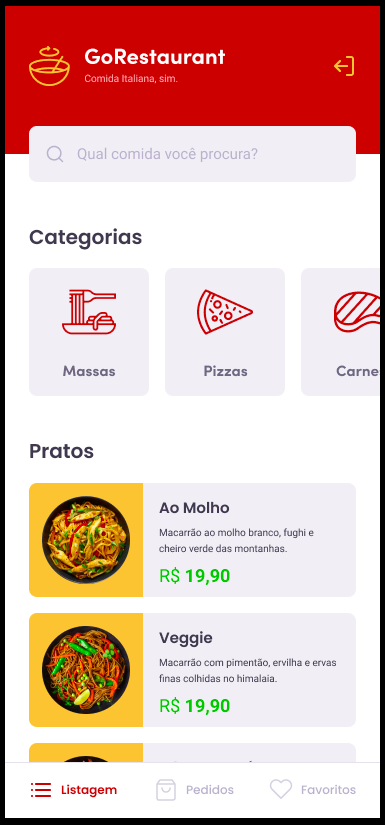 GoRestaurant
Comida Italiana, sim.
Qual comida você procura?
Categorias
Massas
Pizzas
Carne
Pratos
Ao Molho
Macarrão ao molho branco, fughi e
cheiro verde das montanhas.
R$ 19,90
Veggie
Macarrão com pimentão, ervilha e ervas
finas colhidas no himalaia.
R$ 19,90
Listagem
Pedidos
Favoritos